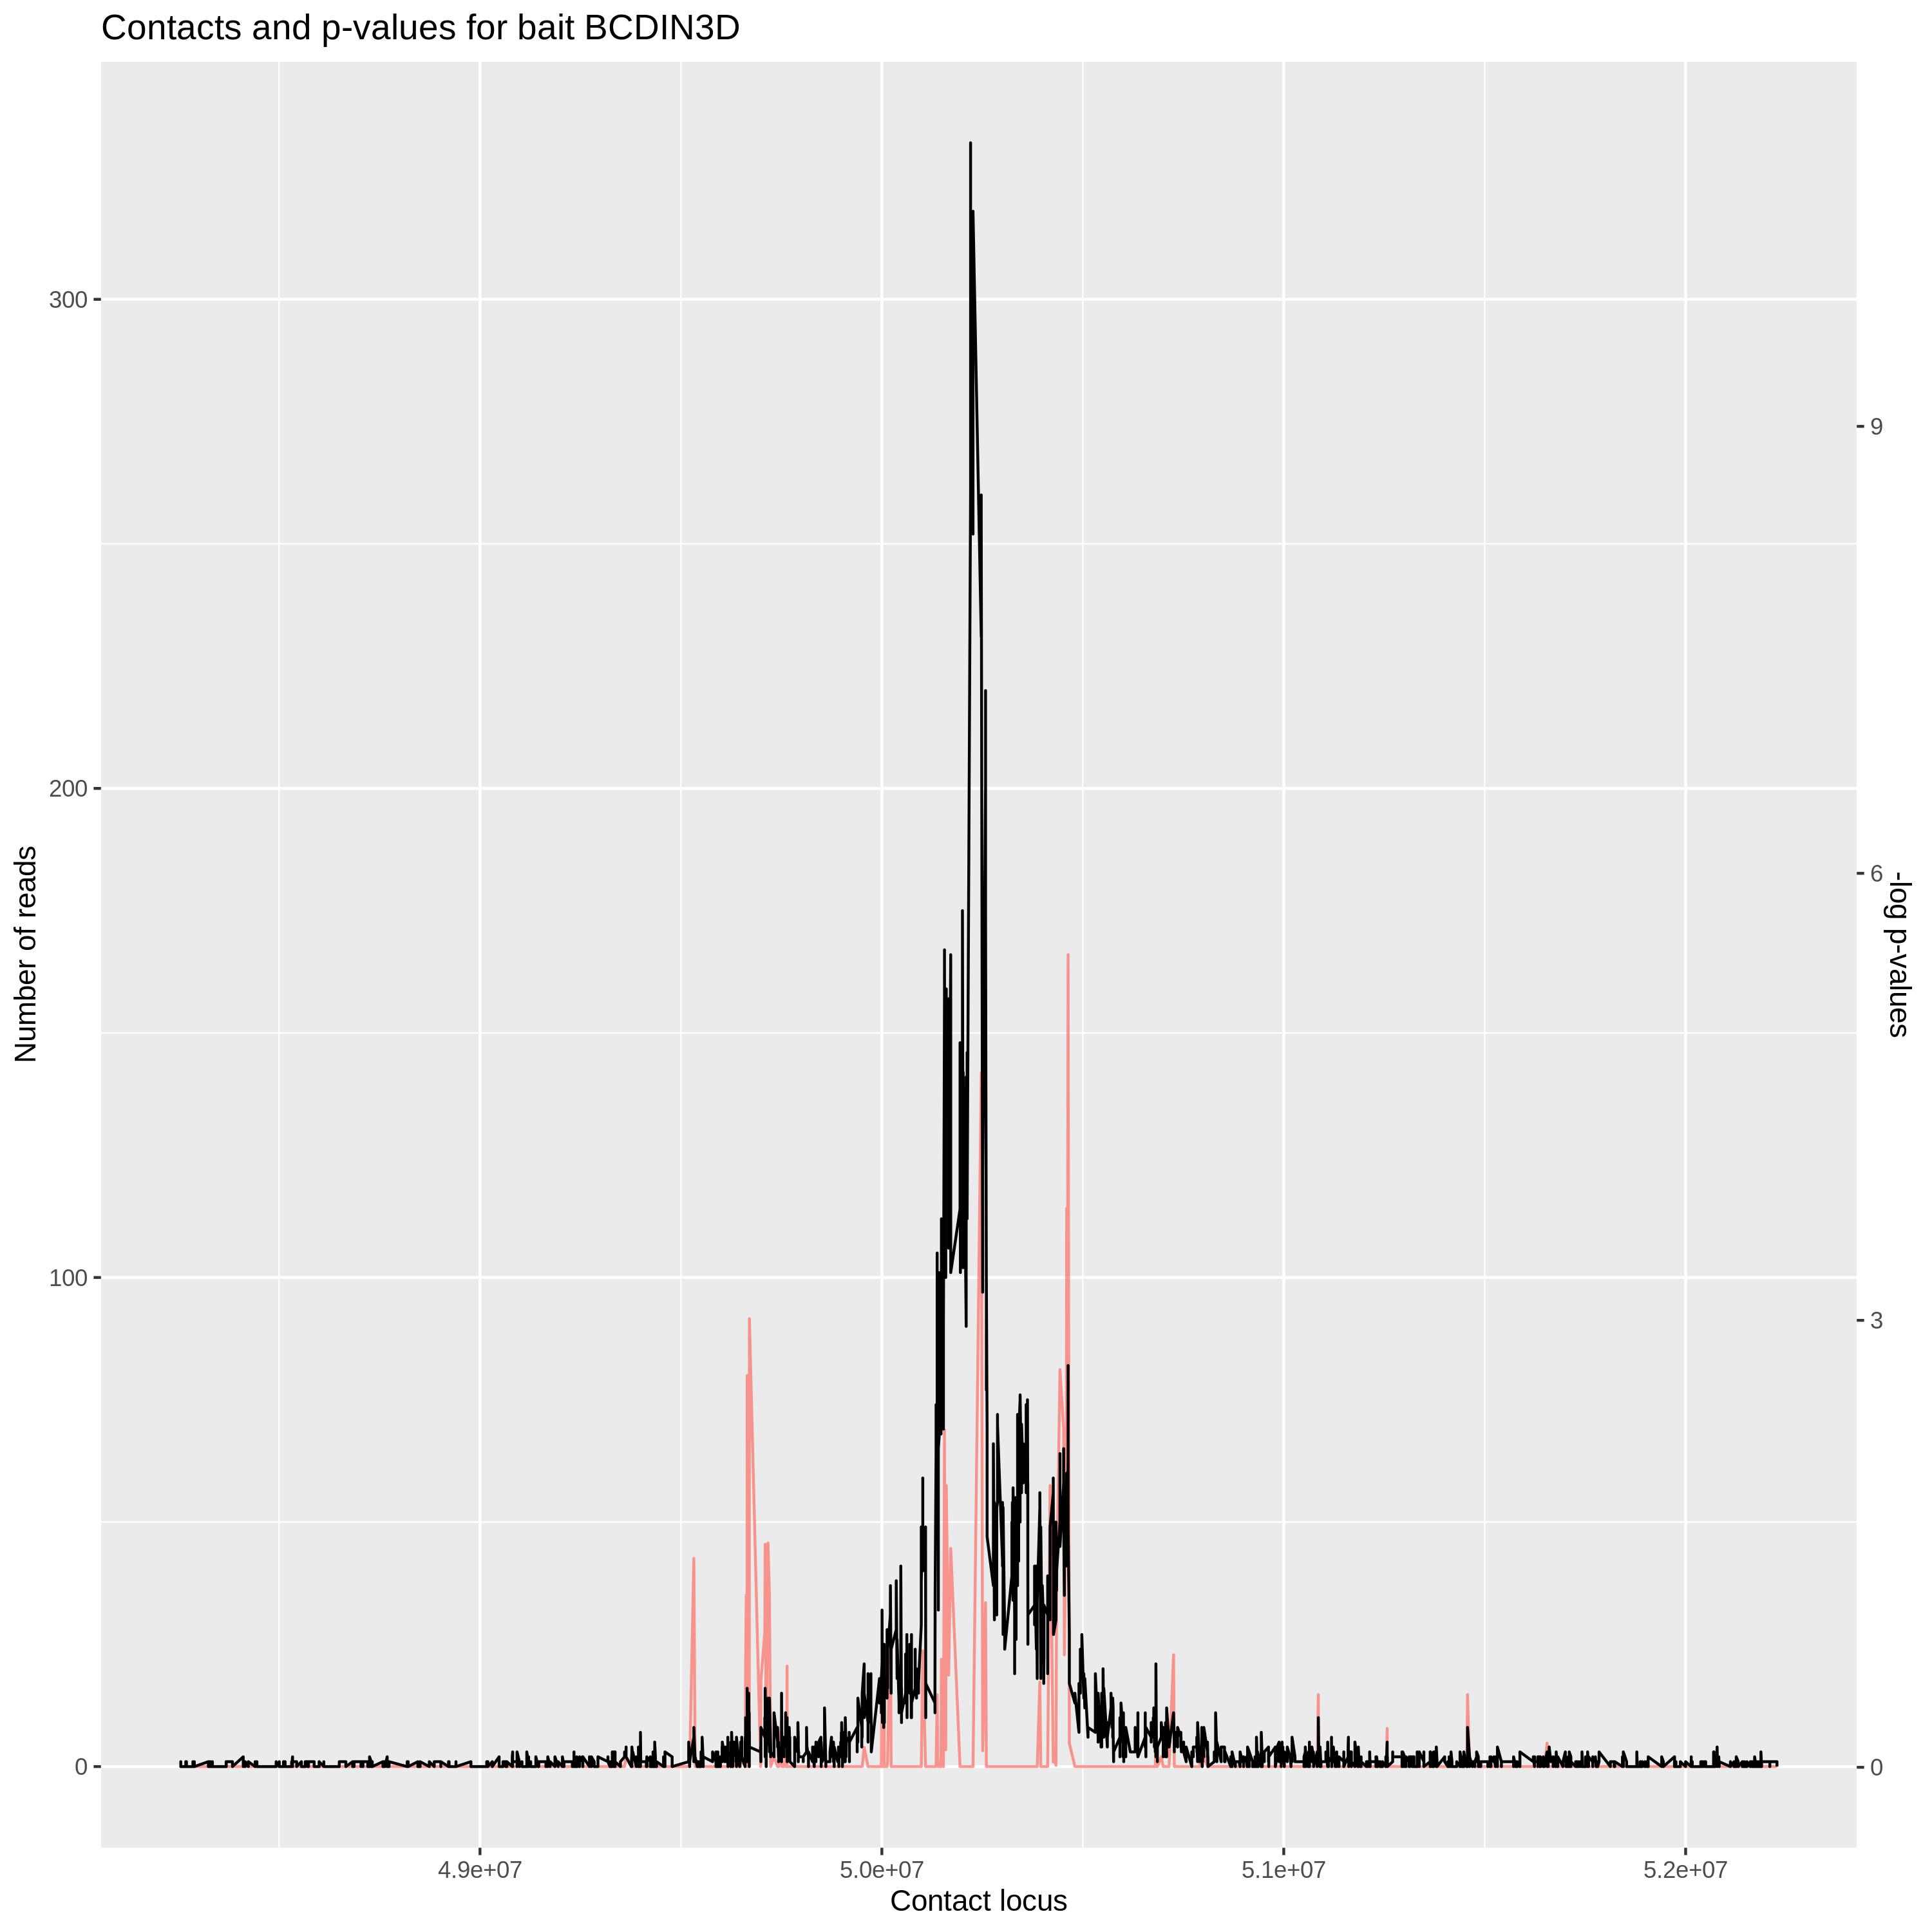 Contacts and p-values for bait BCDIN3D
300
200
100
0
Number of reads
9
6
3
0
-log p-values
4.9e+07
5.0e+07
5.1e+07
5.2e+07
Contact locus